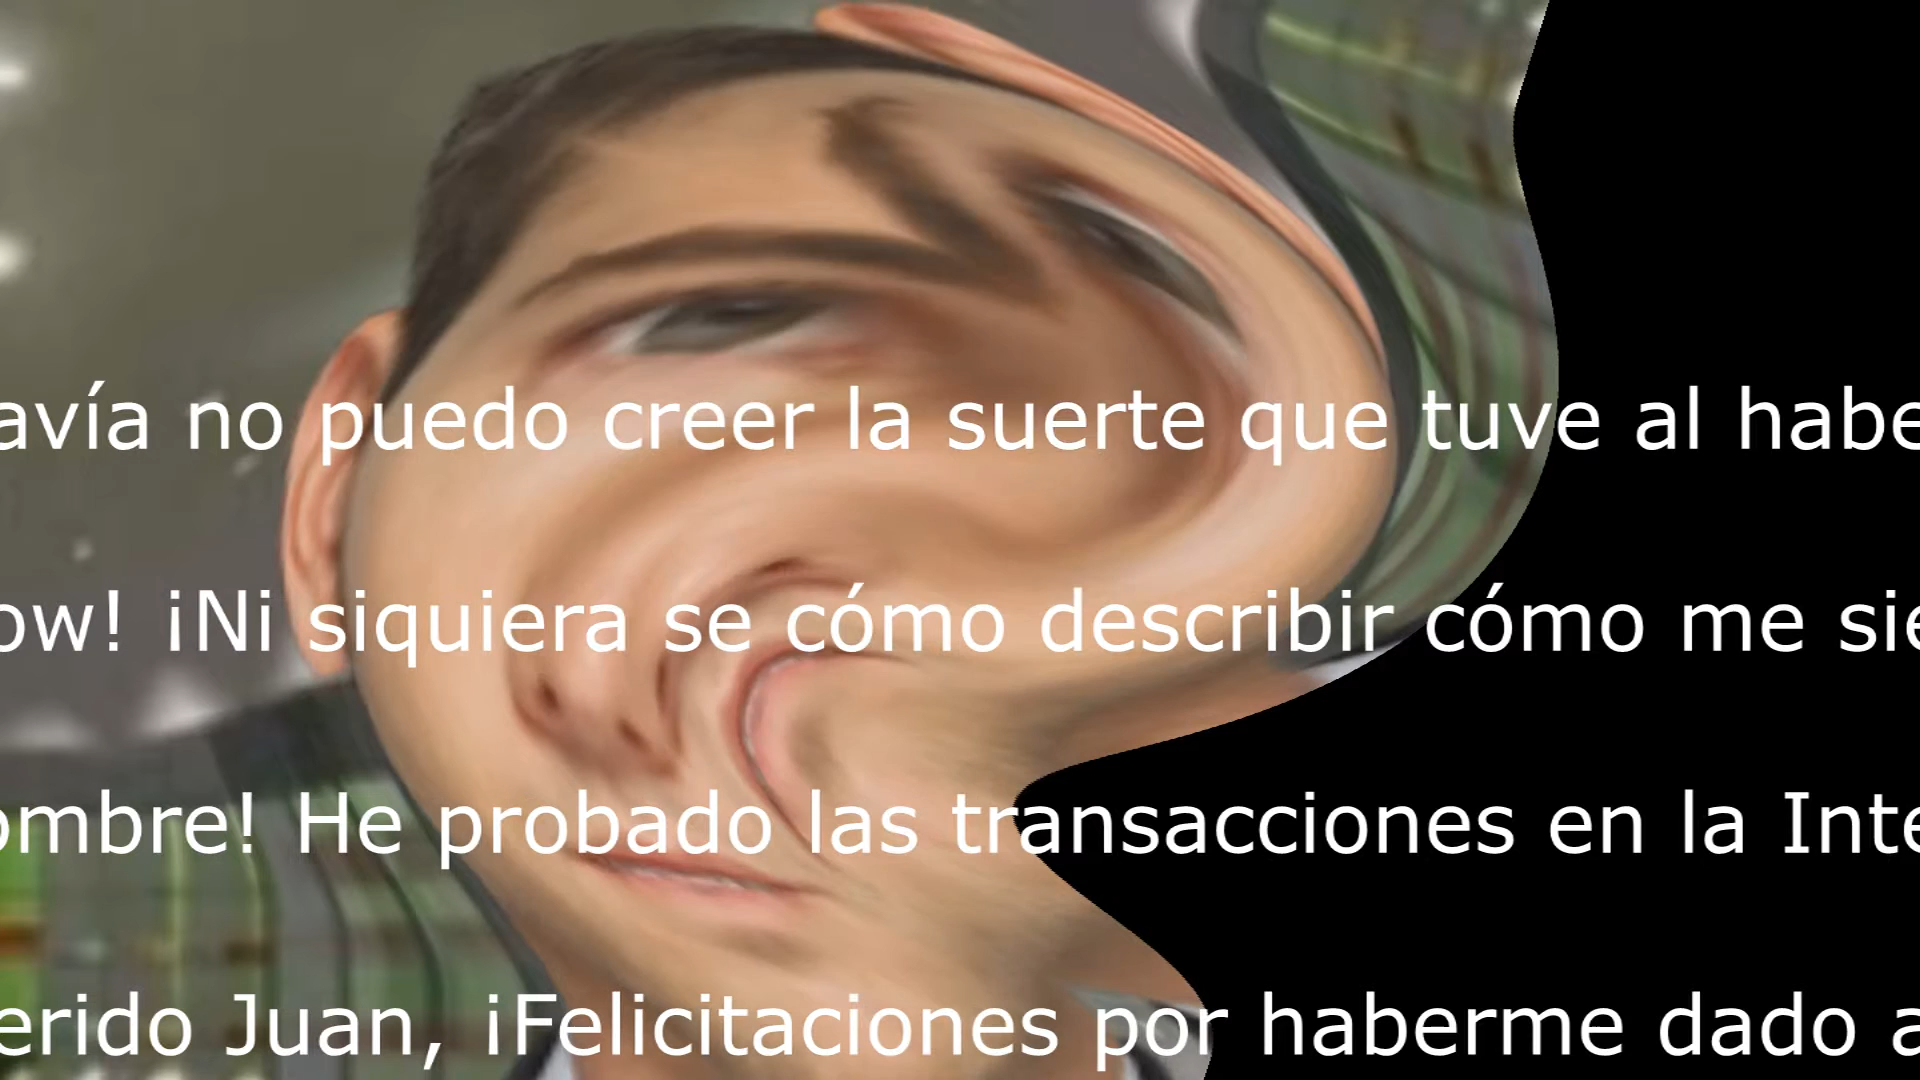 avía no puedo creer la suerte que tuve al habe
ow! ¡Ni siquiera se cómo describir cómo me sie
ombre! He probado las transacciones en la Inte
erido Juan, ¡Felicitaciones por haberme dado a